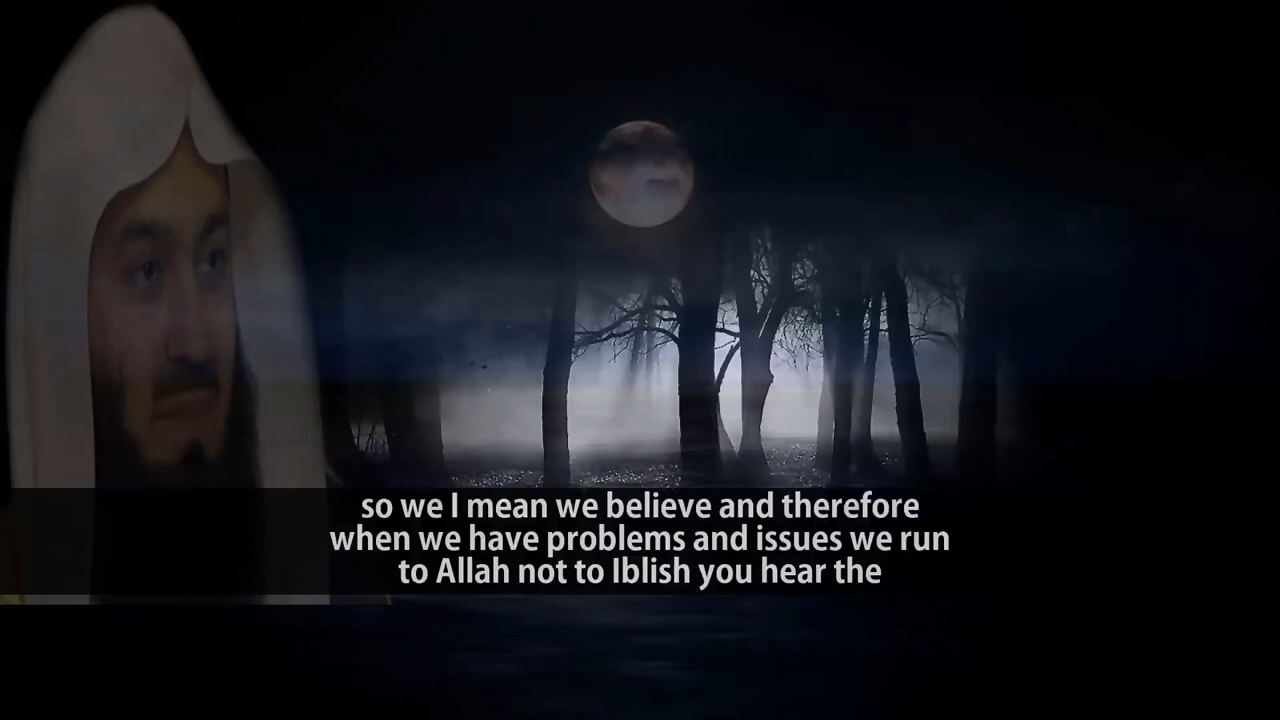 so we I mean we believe and therefore
when we have problems and issues we run
to Allah not to Iblish you hear the